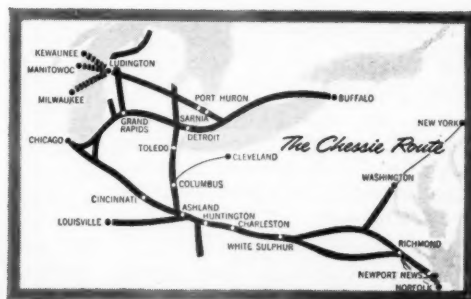 KEWAUNEE
LUDINGTON
MANITOWOC
MILWAUKEE
PORT HURON
BUFFALO
SARNIA
GRAND
RAPIDS
DETROIT
NEW YORK
CHICAGO
TOLEDO
The Chessie Route
CLEVELAND
WASHINGTON
COLUMBUS
CINCINNATI
ASHLAND
LOUISVILLE
HUNTINGTON
CHARLESTON
RICHMOND
WHITE SULPHUR
NEWPORT NEWS
NORFOLK